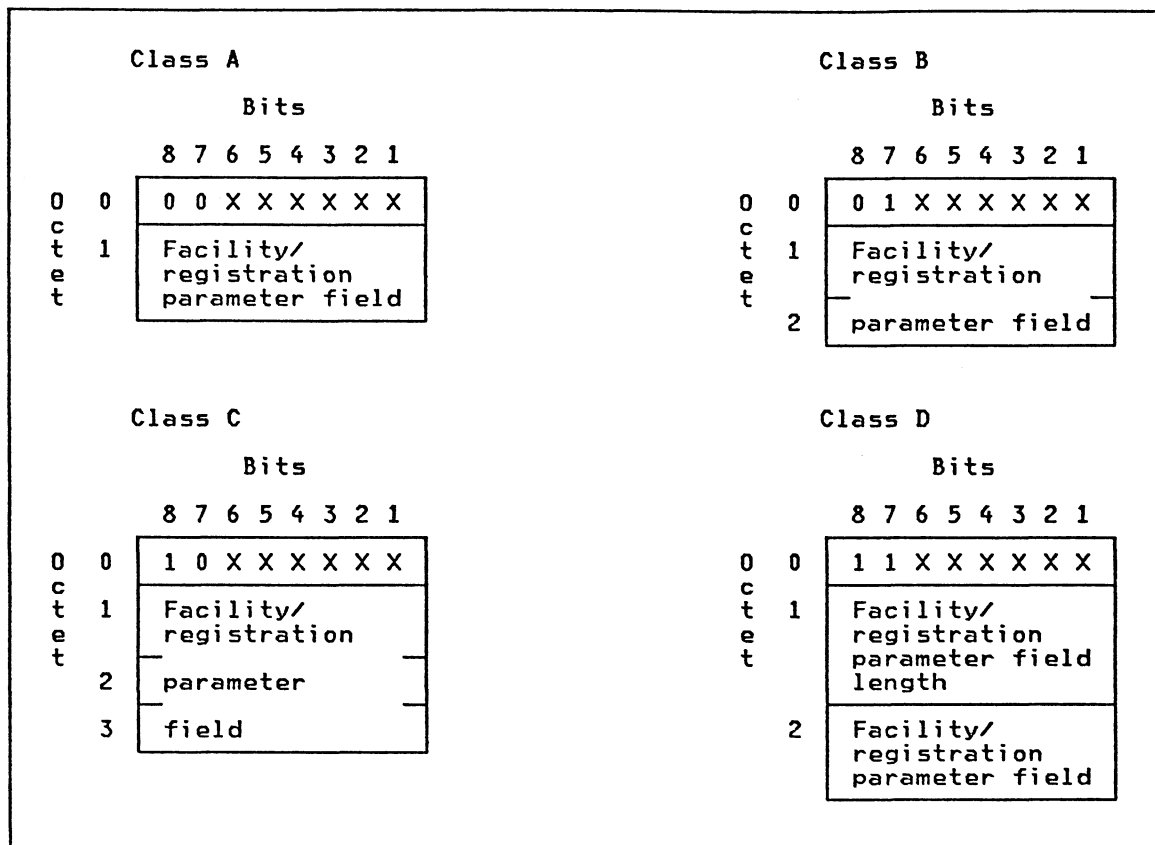 Class A
Bits
8 7 6 5 4 3 2 1
Octet
0
0 0 X X X X X X
1
Facility/
registration
parameter field
Class B
Bits
8 7 6 5 4 3 2 1
Octet
0
0 1 X X X X X X
1
Facility/
registration
2
parameter field
Class C
Bits
8 7 6 5 4 3 2 1
Octet
0
1 0 X X X X X X
1
Facility/
registration
2
parameter
3
field
Class D
Bits
8 7 6 5 4 3 2 1
Octet
0
1 1 X X X X X X
1
Facility/
registration
parameter field
length
2
Facility/
registration
parameter field